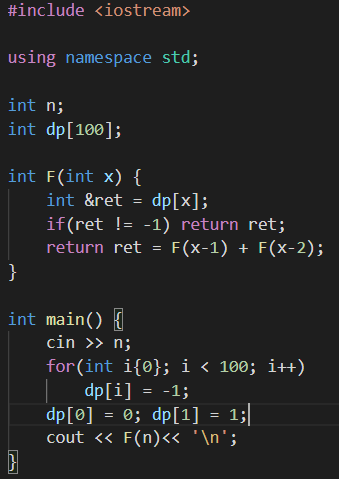 #include <iostream>
using namespace std;
int n;
int dp[100];
int F(int x) {
int &ret = dp[x];
if(ret != -1) return ret;
return ret = F(x-1) + F(x-2);
}
int main() {
cin >> n;
for(int i{0}; i < 100; i++)
dp[i] = -1;
dp[0] = 0; dp[1] = 1;
cout << F(n)<< '\n';
}